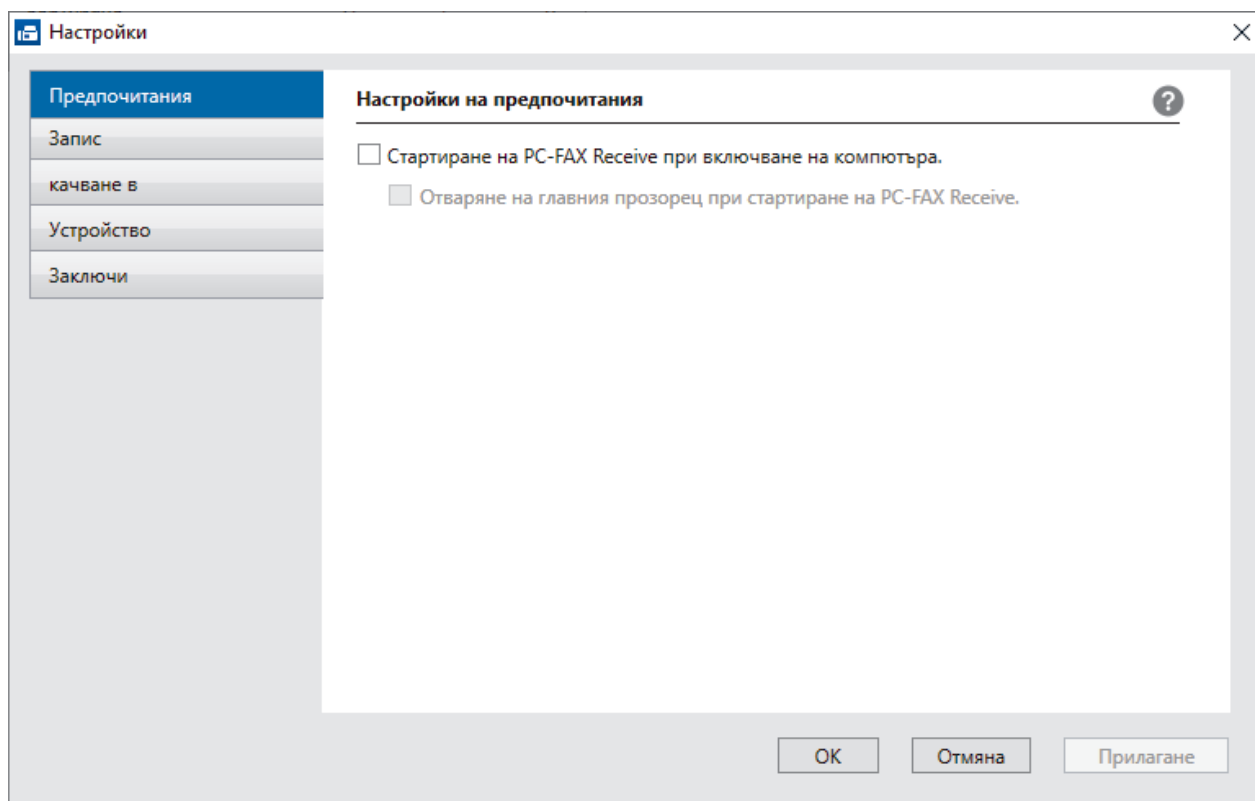 Настройки
Предпочитания
Запис
качване в
Устройство
Заключи
Настройки на предпочитания
?
Стартиране на PC-FAX Receive при включване на компютъра.
Отваряне на главния прозорец при стартиране на PC-FAX Receive.
OK
Отмяна
Прилагане